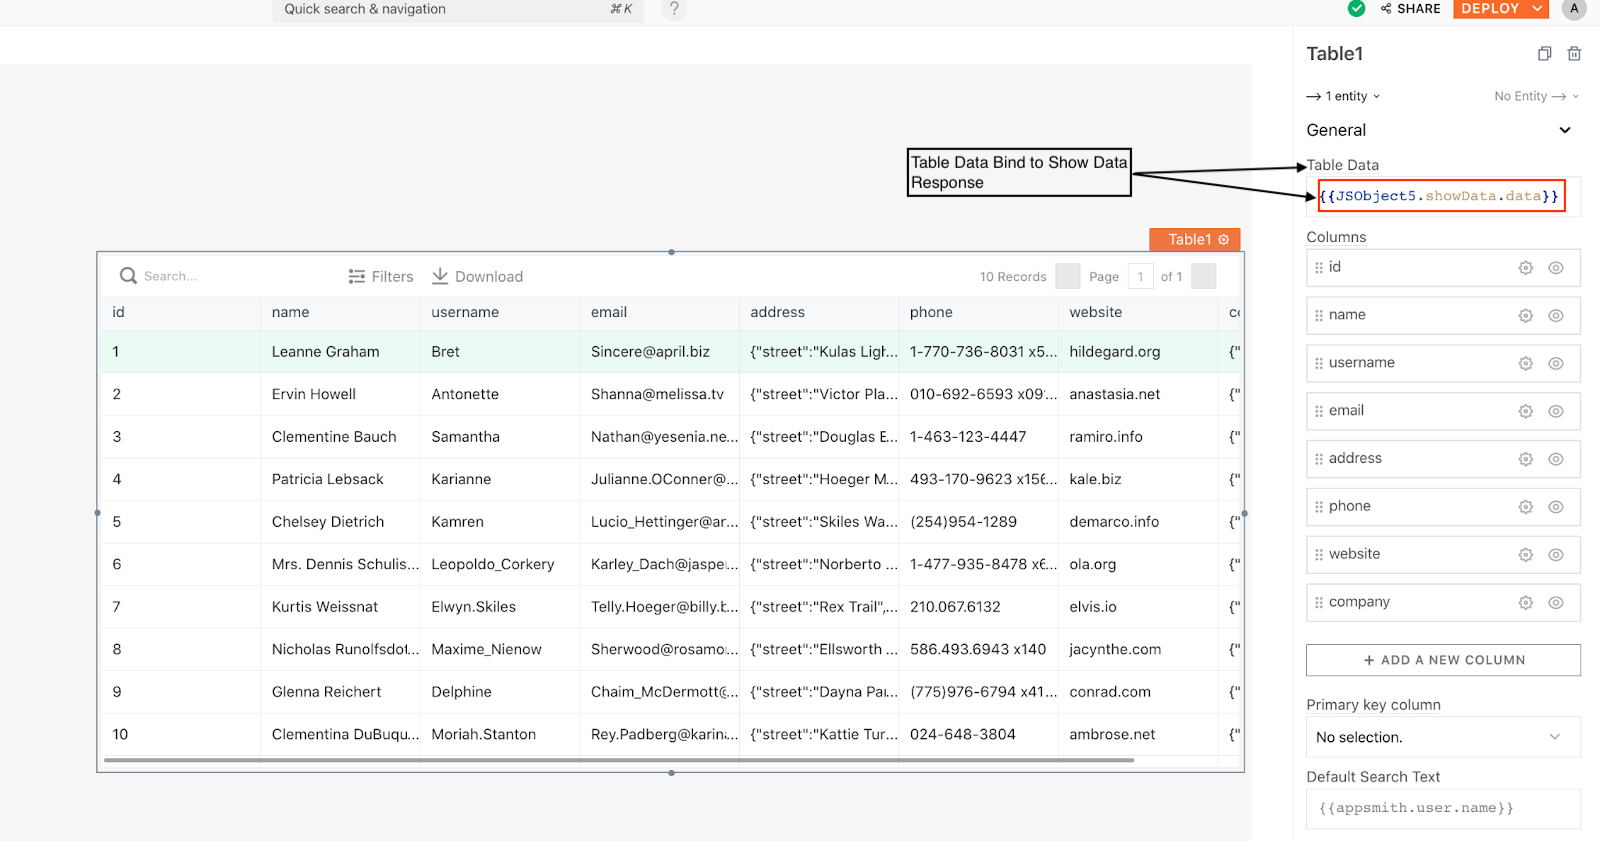 Quick search & navigation ⌘K ?
SHARE DEPLOY A
Table1
→ 1 entity No Entity →
General
Table Data Bind to Show Data
Response
Table Data
{{JSObject5.showData.data}}
Table1
Search... Filters Download 10 Records Page 1 of 1
id name username email address phone website
1 Leanne Graham Bret Sincere@april.biz {"street":"Kulas Ligh... 1-770-736-8031 x5... hildegard.org {"
2 Ervin Howell Antonette Shanna@melissa.tv {"street":"Victor Pla... 010-692-6593 x09... anastasia.net {"
3 Clementine Bauch Samantha Nathan@yesenia.ne... {"street":"Douglas E... 1-463-123-4447 ramiro.info {"
4 Patricia Lebsack Karianne Julianne.OConner@... {"street":"Hoeger M... 493-170-9623 x156... kale.biz {"
5 Chelsey Dietrich Kamren Lucio_Hettinger@an... {"street":"Skiles Wa... (254)954-1289 demarco.info {"
6 Mrs. Dennis Schulis... Leopoldo_Corkery Karley_Dach@jaspe... {"street":"Norberto ... 1-477-935-8478 x6... ola.org {"
7 Kurtis Weissnat Elwyn.Skiles Telly.Hoeger@billy.b... {"street":"Rex Trail",... 210.067.6132 elvis.io {"
8 Nicholas Runolfsdot... Maxime_Nienow Sherwood@rosamo... {"street":"Ellsworth ... 586.493.6943 x140 jacynthe.com {"
9 Glenna Reichert Delphine Chaim_McDermott@... {"street":"Dayna Par... (775)976-6794 x41... conrad.com {"
10 Clementina DuBuqu... Moriah.Stanton Rey.Padberg@karina... {"street":"Kattie Tur... 024-648-3804 ambrose.net {"
Columns
id
name
username
email
address
phone
website
company
+ ADD A NEW COLUMN
Primary key column
No selection.
Default Search Text
{{appsmith.user.name}}